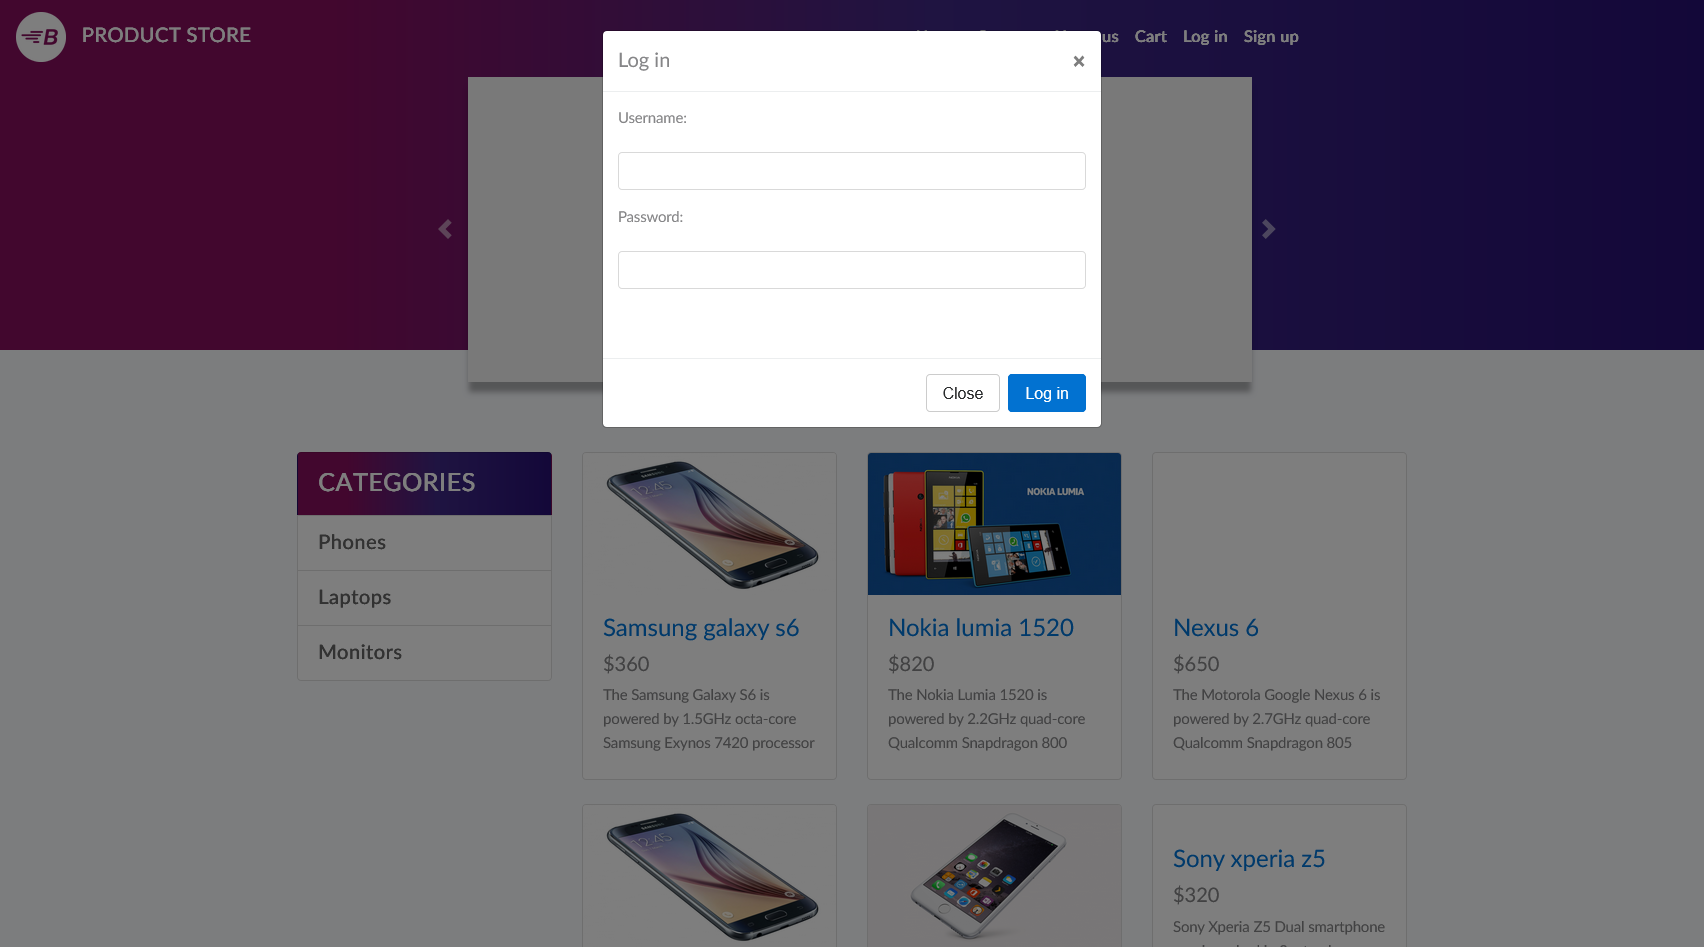 B PRODUCT STORE
us Cart Log in Sign up
Log in ×
Username:
Password:
Close Log in
CATEGORIES
Phones
Laptops
Monitors
12:45
Samsung galaxy s6
$360
The Samsung Galaxy S6 is
powered by 1.5GHz octa-core
Samsung Exynos 7420 processor
NOKIA LUMIA
Nokia lumia 1520
$820
The Nokia Lumia 1520 is
powered by 2.2GHz quad-core
Qualcomm Snapdragon 800
Nexus 6
$650
The Motorola Google Nexus 6 is
powered by 2.7GHz quad-core
Qualcomm Snapdragon 805
12:45
Sony xperia z5
$320
Sony Xperia Z5 Dual smartphone